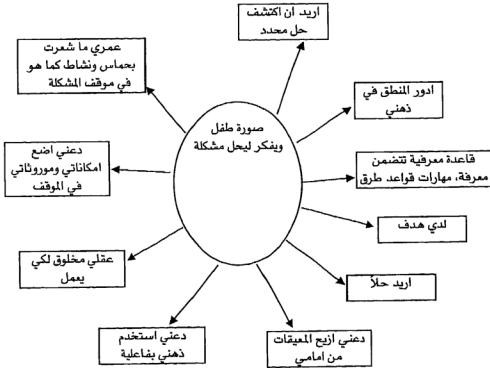 اريد ان اكتشف
حل محدد
عمري ما شعرت
بحماس ونشاط كما هو
في موقف المشكلة
ادور المنطق في
ذهني
صورة طفل
ويفكر ليحل مشكلة
قاعدة معرفية تتضمن
معرفة، مهارات قواعد طرق
دعني اضع
امكاناتي وموروثاتي
في الموقف
لدي هدف
عقلي مخلوق لكي
يعمل
اريد حلاً
دعني استخدم
ذهني بفاعلية
دعني ازيح المعيقات
من امامي